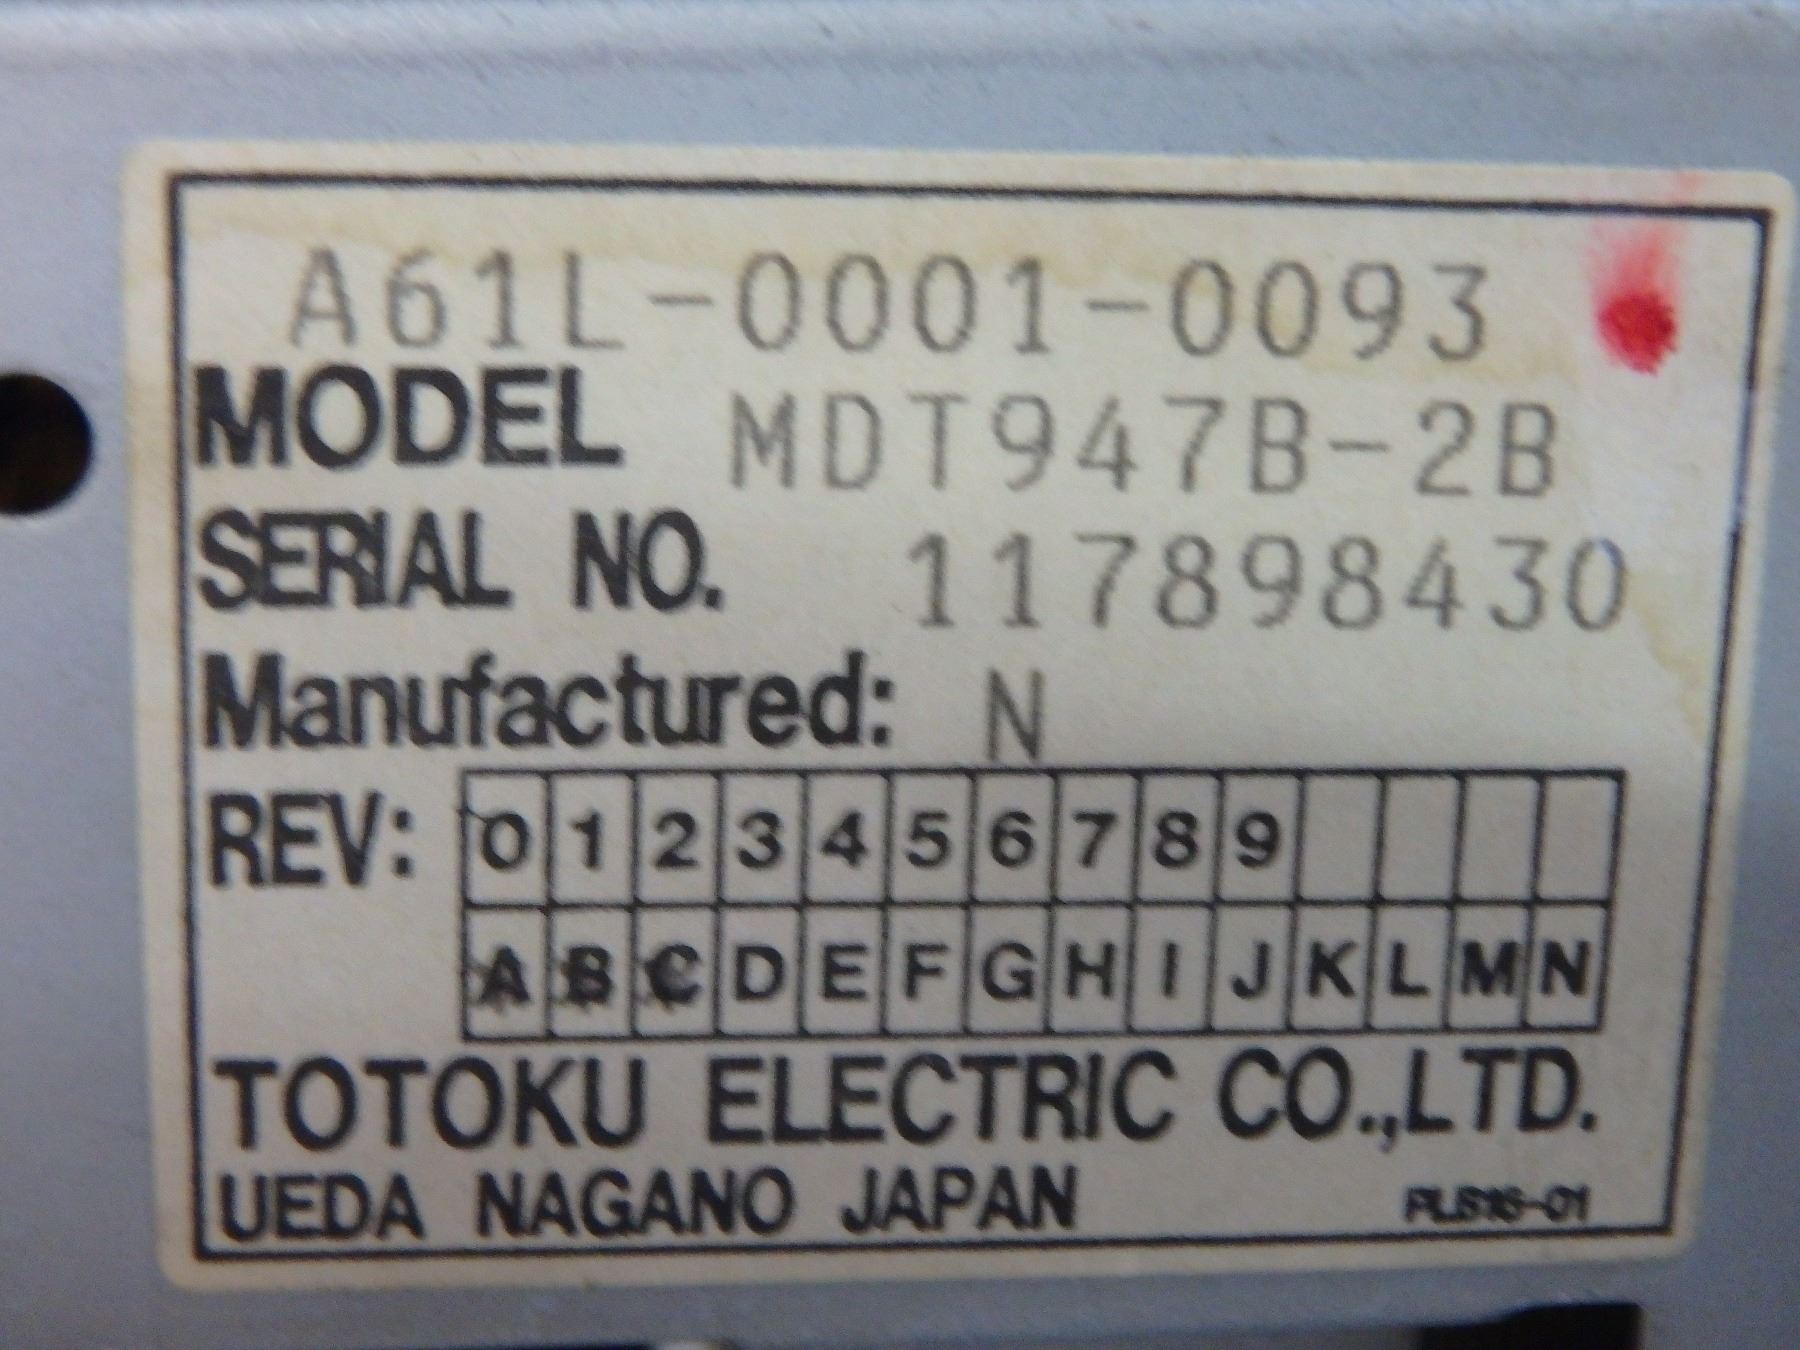 A61L-0001-0093
MODEL MDT947B-2B
SERIAL NO. 117898430
Manufactured: N
REV: 0 1 2 3 4 5 6 7 8 9
A B C D E F G H I J K L M N
TOTOKU ELECTRIC CO.,LTD.
UEDA NAGANO JAPAN